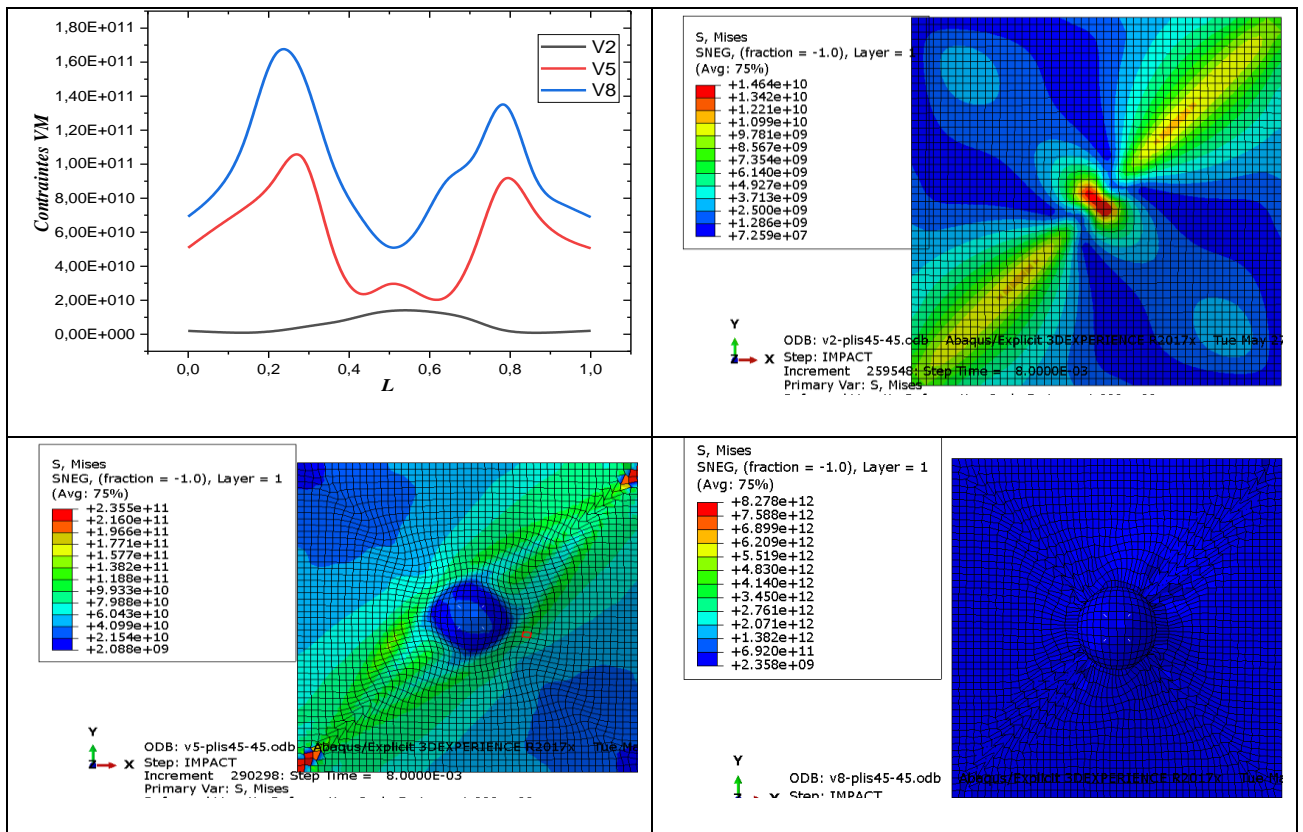 1,80E+011
1,60E+011
1,40E+011
1,20E+011
1,00E+011
8,00E+010
6,00E+010
4,00E+010
2,00E+010
0,00E+000
Contraintes VM
0,0
0,2
0,4
0,6
0,8
1,0
L
V2
V5
V8
S, Mises
SNEG, (fraction = -1.0), Layer = 1
(Avg: 75%)
+1.464e+10
+1.342e+10
+1.221e+10
+1.099e+10
+9.781e+09
+8.567e+09
+7.354e+09
+6.140e+09
+4.927e+09
+3.713e+09
+2.500e+09
+1.286e+09
+7.259e+07
Y
Z X
ODB: v2-plis45-45.odb Abaqus/Explicit 3DEXPERIENCE R2017x Tue May
Step: IMPACT
Increment 259548: Step Time = 8.0000E-03
Primary Var: S, Mises
S, Mises
SNEG, (fraction = -1.0), Layer = 1
(Avg: 75%)
+2.355e+11
+2.160e+11
+1.966e+11
+1.771e+11
+1.577e+11
+1.382e+11
+1.188e+11
+9.933e+10
+7.988e+10
+6.043e+10
+4.099e+10
+2.154e+10
+2.088e+09
Y
Z X
ODB: v5-plis45-45.odb Abaqus/Explicit 3DEXPERIENCE R2017x Tue
Step: IMPACT
Increment 290298: Step Time = 8.0000E-03
Primary Var: S, Mises
S, Mises
SNEG, (fraction = -1.0), Layer = 1
(Avg: 75%)
+8.278e+12
+7.588e+12
+6.899e+12
+6.209e+12
+5.519e+12
+4.830e+12
+4.140e+12
+3.450e+12
+2.761e+12
+2.071e+12
+1.382e+12
+6.920e+11
+2.358e+09
Y
X
ODB: v8-plis45-45.odb Abaqus/Explicit 3DEXPERIENCE R2017x Tue
Step: IMPACT